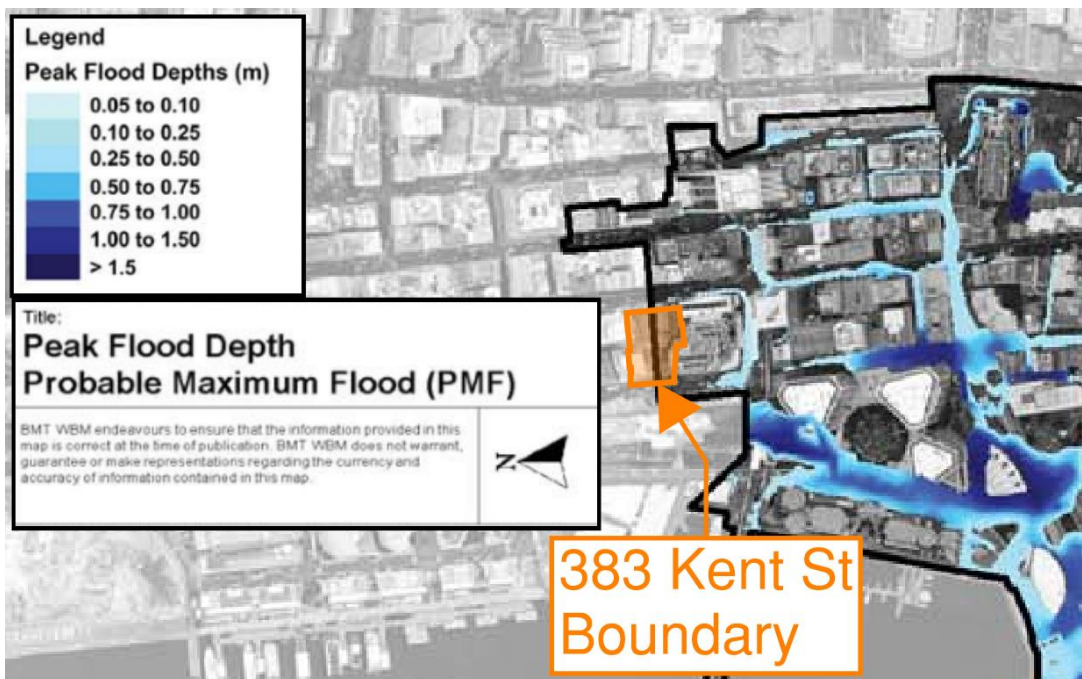 Legend
Peak Flood Depths (m)
0.05 to 0.10
0.10 to 0.25
0.25 to 0.50
0.50 to 0.75
0.75 to 1.00
1.00 to 1.50
> 1.5
Title:
Peak Flood Depth
Probable Maximum Flood (PMF)
BMT WBM endeavours to ensure that the information provided in this
map is correct at the time of publication. BMT WBM does not warrant,
guarantee or make representations regarding the currency and
accuracy of information contained in this map.
N
383 Kent St
Boundary